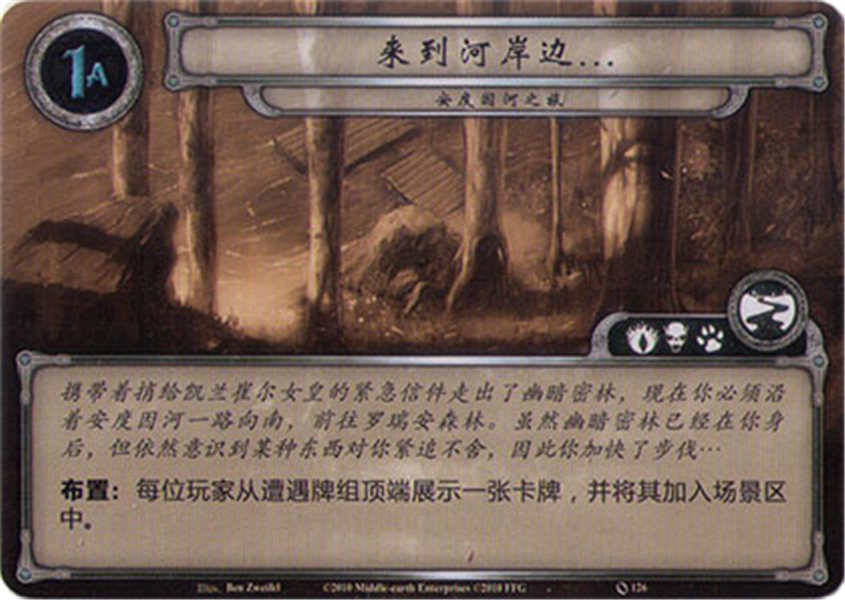 1A
来到河岸边...
安度因河之旅
携带着捎给凯兰崔尔女皇的紧急信件走出了幽暗密林，现在你必须沿
着安度因河一路向南，前往罗瑞安森林。虽然幽暗密林已经在你身
后，但依然意识到某种东西对你紧追不舍，因此你加快了步伐…
布置：每位玩家从遭遇牌组顶端展示一张卡牌，并将其加入场景区
中。
Illus. Ben Zweifel ©2010 Middle-earth Enterprises ©2010 FFG 126